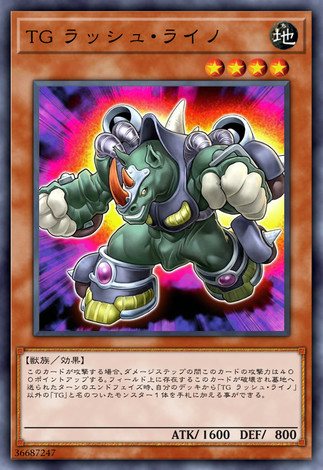 TG ラッシュ・ライノ
地
【獣族／効果】
このカードが攻撃する場合、ダメージステップの間このカードの攻撃力は４０
０ポイントアップする。フィールド上に存在するこのカードが破壊され墓地へ
送られたターンのエンドフェイズ時、自分のデッキから「TG ラッシュ・ライノ」
以外の「TG」と名のついたモンスター１体を手札に加える事ができる。
ATK/ 1600 DEF/ 800
36687247